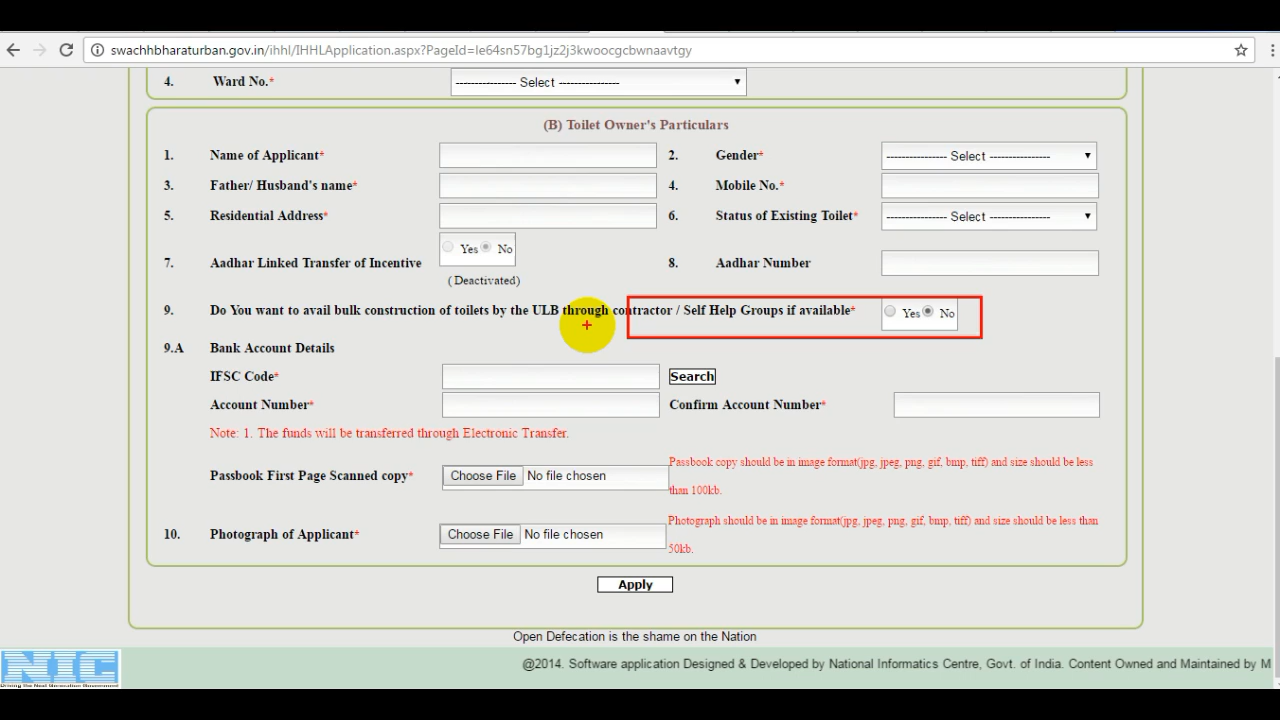 swachhbharaturban.gov.in/ihhl/IHHLApplication.aspx?PageId=le64sn57bg1jz2j3kwoocgcbwnaavtgy
4. Ward No.* ---------------- Select ----------------
(B) Toilet Owner's Particulars
1. Name of Applicant* 2. Gender* ---------------- Select ----------------
3. Father/ Husband's name* 4. Mobile No.*
5. Residential Address* 6. Status of Existing Toilet* ---------------- Select ----------------
7. Aadhar Linked Transfer of Incentive Yes No 8. Aadhar Number
( Deactivated)
9. Do You want to avail bulk construction of toilets by the ULB through contractor / Self Help Groups if available* Yes No
9.A Bank Account Details
IFSC Code* Search
Account Number* Confirm Account Number*
Note: 1. The funds will be transferred through Electronic Transfer.
Passbook First Page Scanned copy* Choose File No file chosen Passbook copy should be in image format(jpg, jpeg, png, gif, bmp, tiff) and size should be less
than 100kb.
10. Photograph of Applicant* Choose File No file chosen Photograph should be in image format(jpg, jpeg, png, gif, bmp, tiff) and size should be less than
50kb.
Apply
Open Defecation is the shame on the Nation
NIC
@2014. Software application Designed & Developed by National Informatics Centre, Govt. of India. Content Owned and Maintained by M